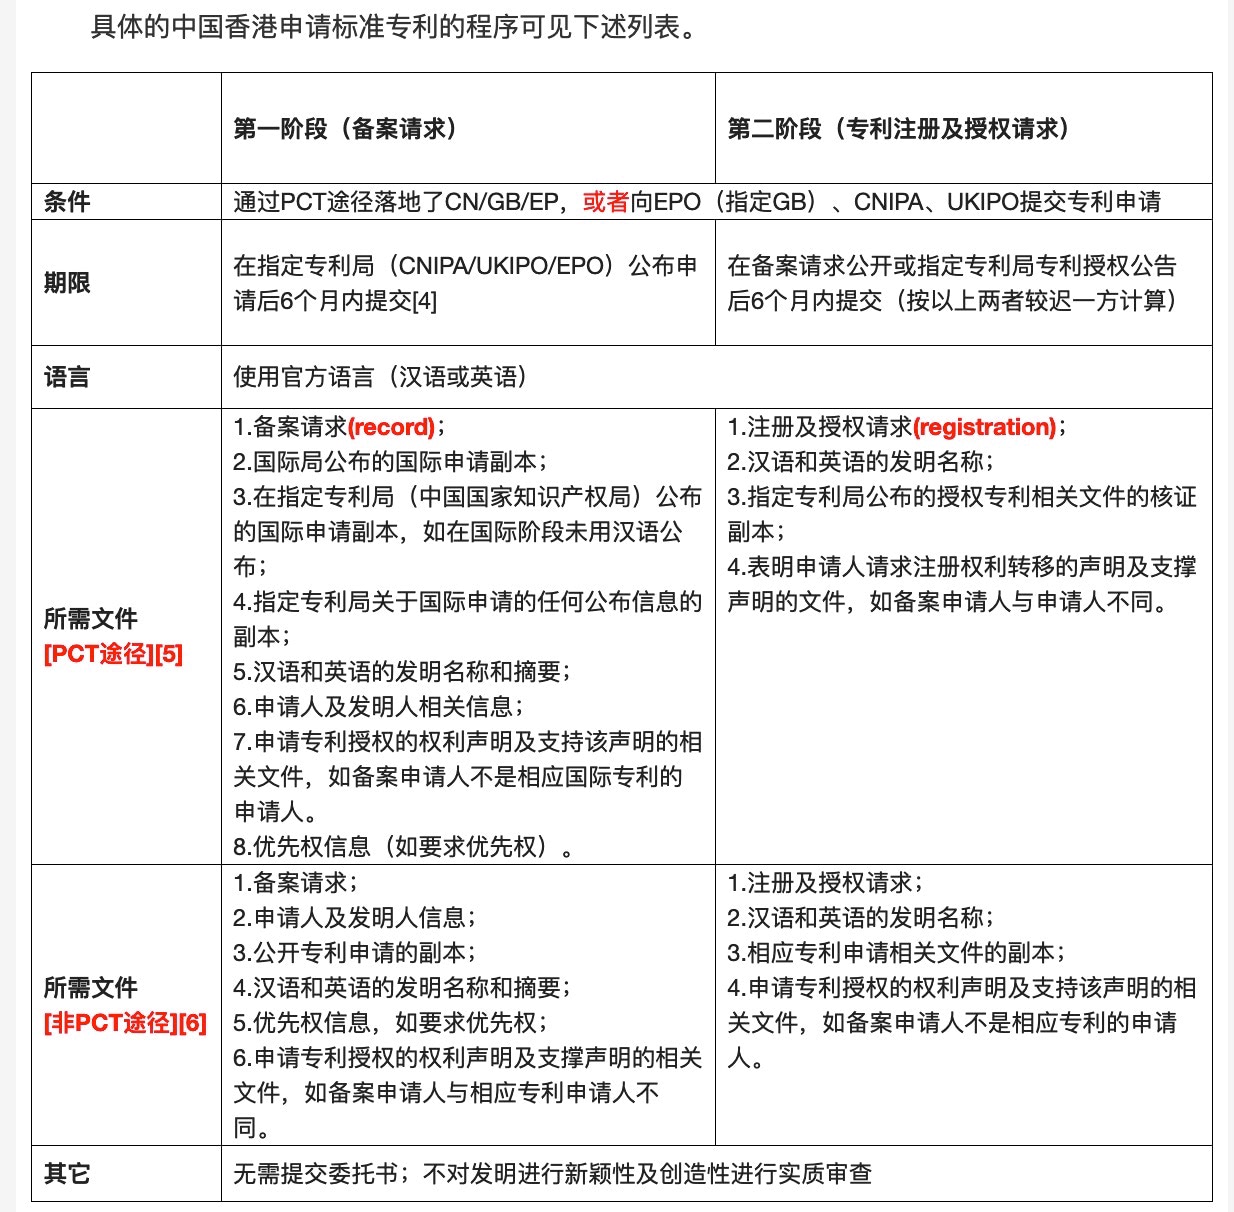 具体的中国香港申请标准专利的程序可见下述列表。
第一阶段（备案请求）
第二阶段（专利注册及授权请求）
条件
通过PCT途径落地了CN/GB/EP，或者向EPO（指定GB）、CNIPA、UKIPO提交专利申请
期限
在指定专利局（CNIPA/UKIPO/EPO）公布申
请后6个月内提交[4]
在备案请求公开或指定专利局专利授权公告
后6个月内提交（按以上两者较迟一方计算）
语言
使用官方语言（汉语或英语）
所需文件
[PCT途径][5]
1.备案请求(record)；
2.国际局公布的国际申请副本；
3.在指定专利局（中国国家知识产权局）公布
的国际申请副本，如在国际阶段未用汉语公
布；
4.指定专利局关于国际申请的任何公布信息的
副本；
5.汉语和英语的发明名称和摘要；
6.申请人及发明人相关信息；
7.申请专利授权的权利声明及支持该声明的相
关文件，如备案申请人不是相应国际专利的
申请人。
8.优先权信息（如要求优先权）。
1.注册及授权请求(registration)；
2.汉语和英语的发明名称；
3.指定专利局公布的授权专利相关文件的核证
副本；
4.表明申请人请求注册权利转移的声明及支撑
声明的文件，如备案申请人与申请人不同。
所需文件
[非PCT途径][6]
1.备案请求；
2.申请人及发明人信息；
3.公开专利申请的副本；
4.汉语和英语的发明名称和摘要；
5.优先权信息，如要求优先权；
6.申请专利授权的权利声明及支撑声明的相关
文件，如备案申请人与相应专利申请人不
同。
1.注册及授权请求；
2.汉语和英语的发明名称；
3.相应专利申请相关文件的副本；
4.申请专利授权的权利声明及支持该声明的相
关文件，如备案申请人不是相应专利的申请
人。
其它
无需提交委托书；不对发明进行新颖性及创造性进行实质审查